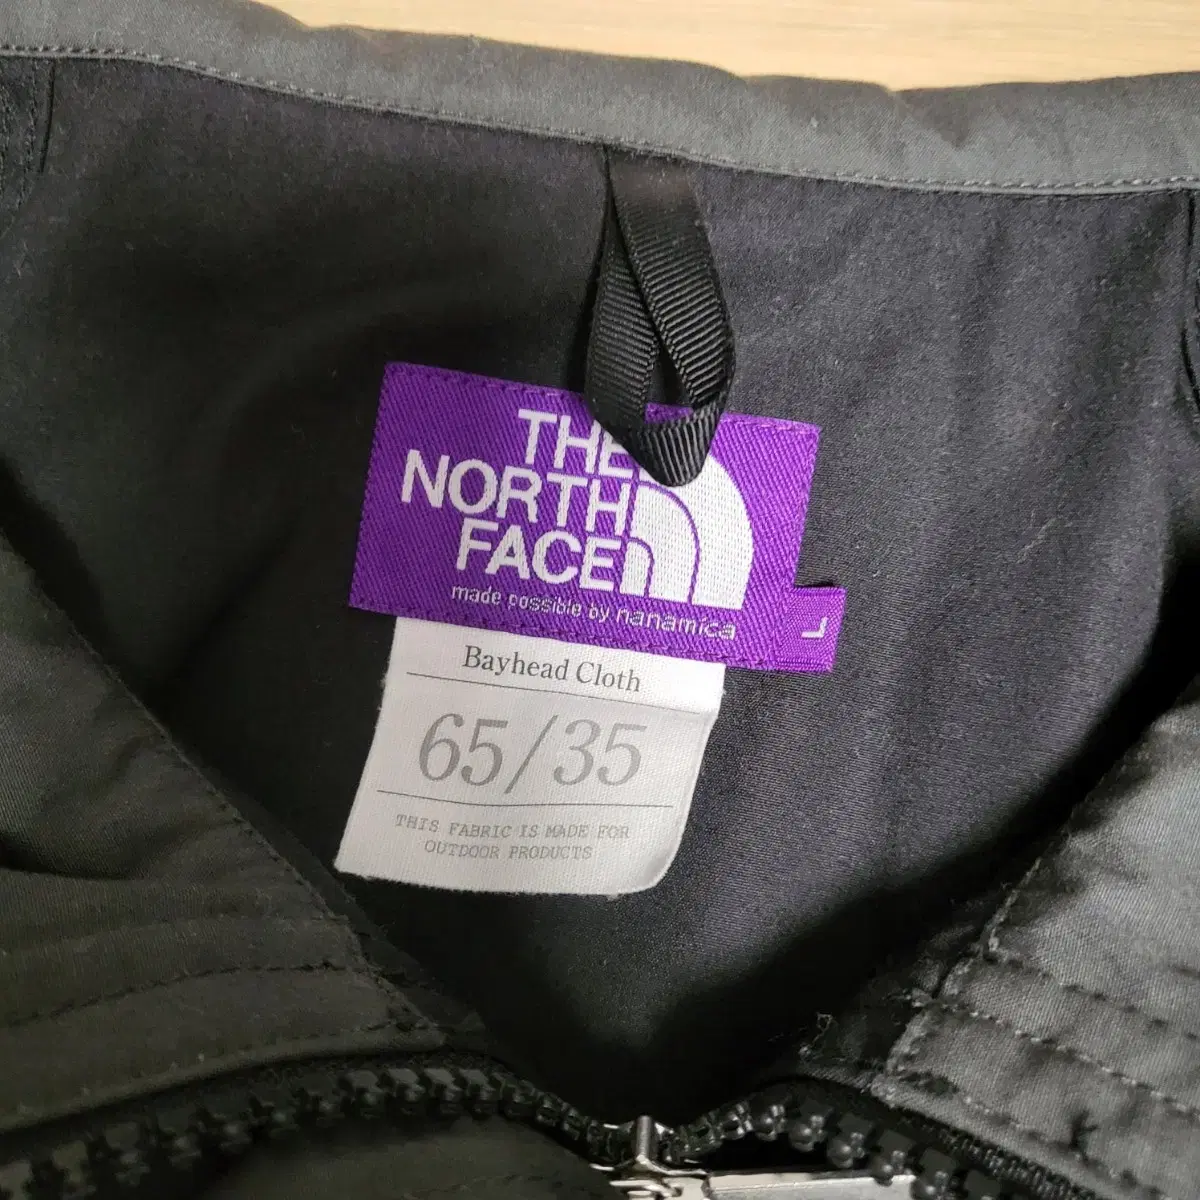 THE
NORTH
FACE
made possible by nanamica
L
Bayhead Cloth
65/35
THIS FABRIC IS MADE FOR
OUTDOOR PRODUCTS